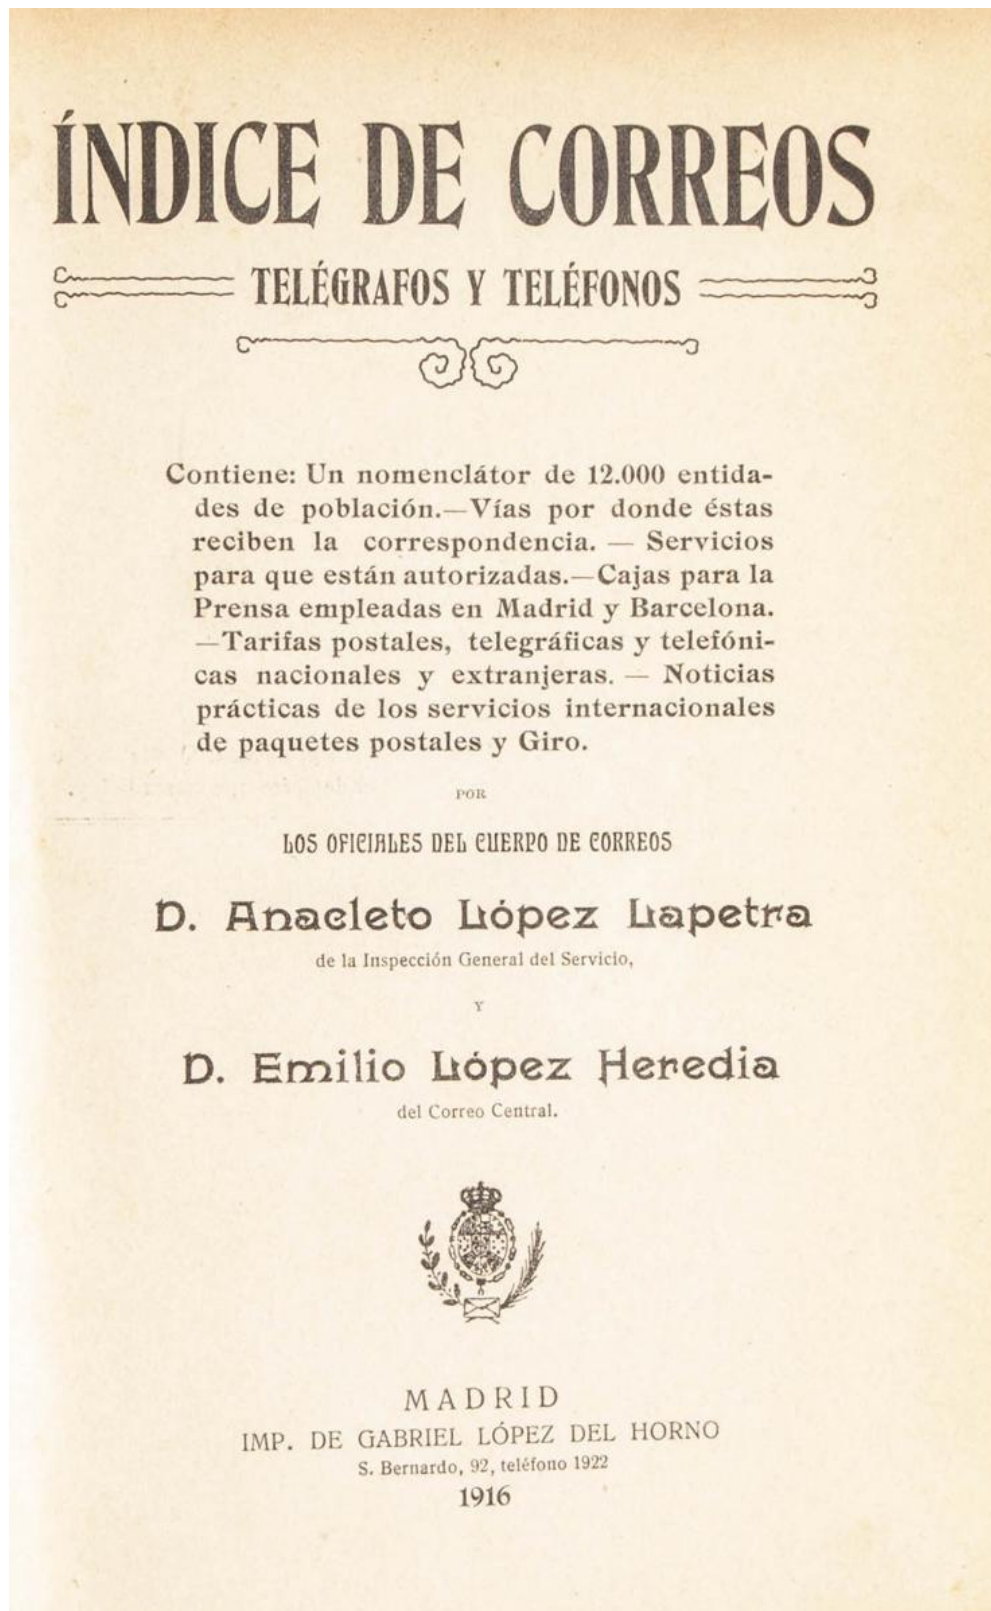 ÍNDICE DE CORREOS
TELÉGRAFOS Y TELÉFONOS
Contiene: Un nomenclátor de 12.000 entida-
des de población.—Vías por donde éstas
reciben la correspondencia. — Servicios
para que están autorizadas.—Cajas para la
Prensa empleadas en Madrid y Barcelona.
—Tarifas postales, telegráficas y telefóni-
cas nacionales y extranjeras. — Noticias
prácticas de los servicios internacionales
de paquetes postales y Giro.
POR
LOS OFICIALES DEL CUERPO DE CORREOS
D. Anacleto López Lapetra
de la Inspección General del Servicio,
Y
D. Emilio López Heredia
del Correo Central.
MADRID
IMP. DE GABRIEL LÓPEZ DEL HORNO
S. Bernardo, 92, teléfono 1922
1916